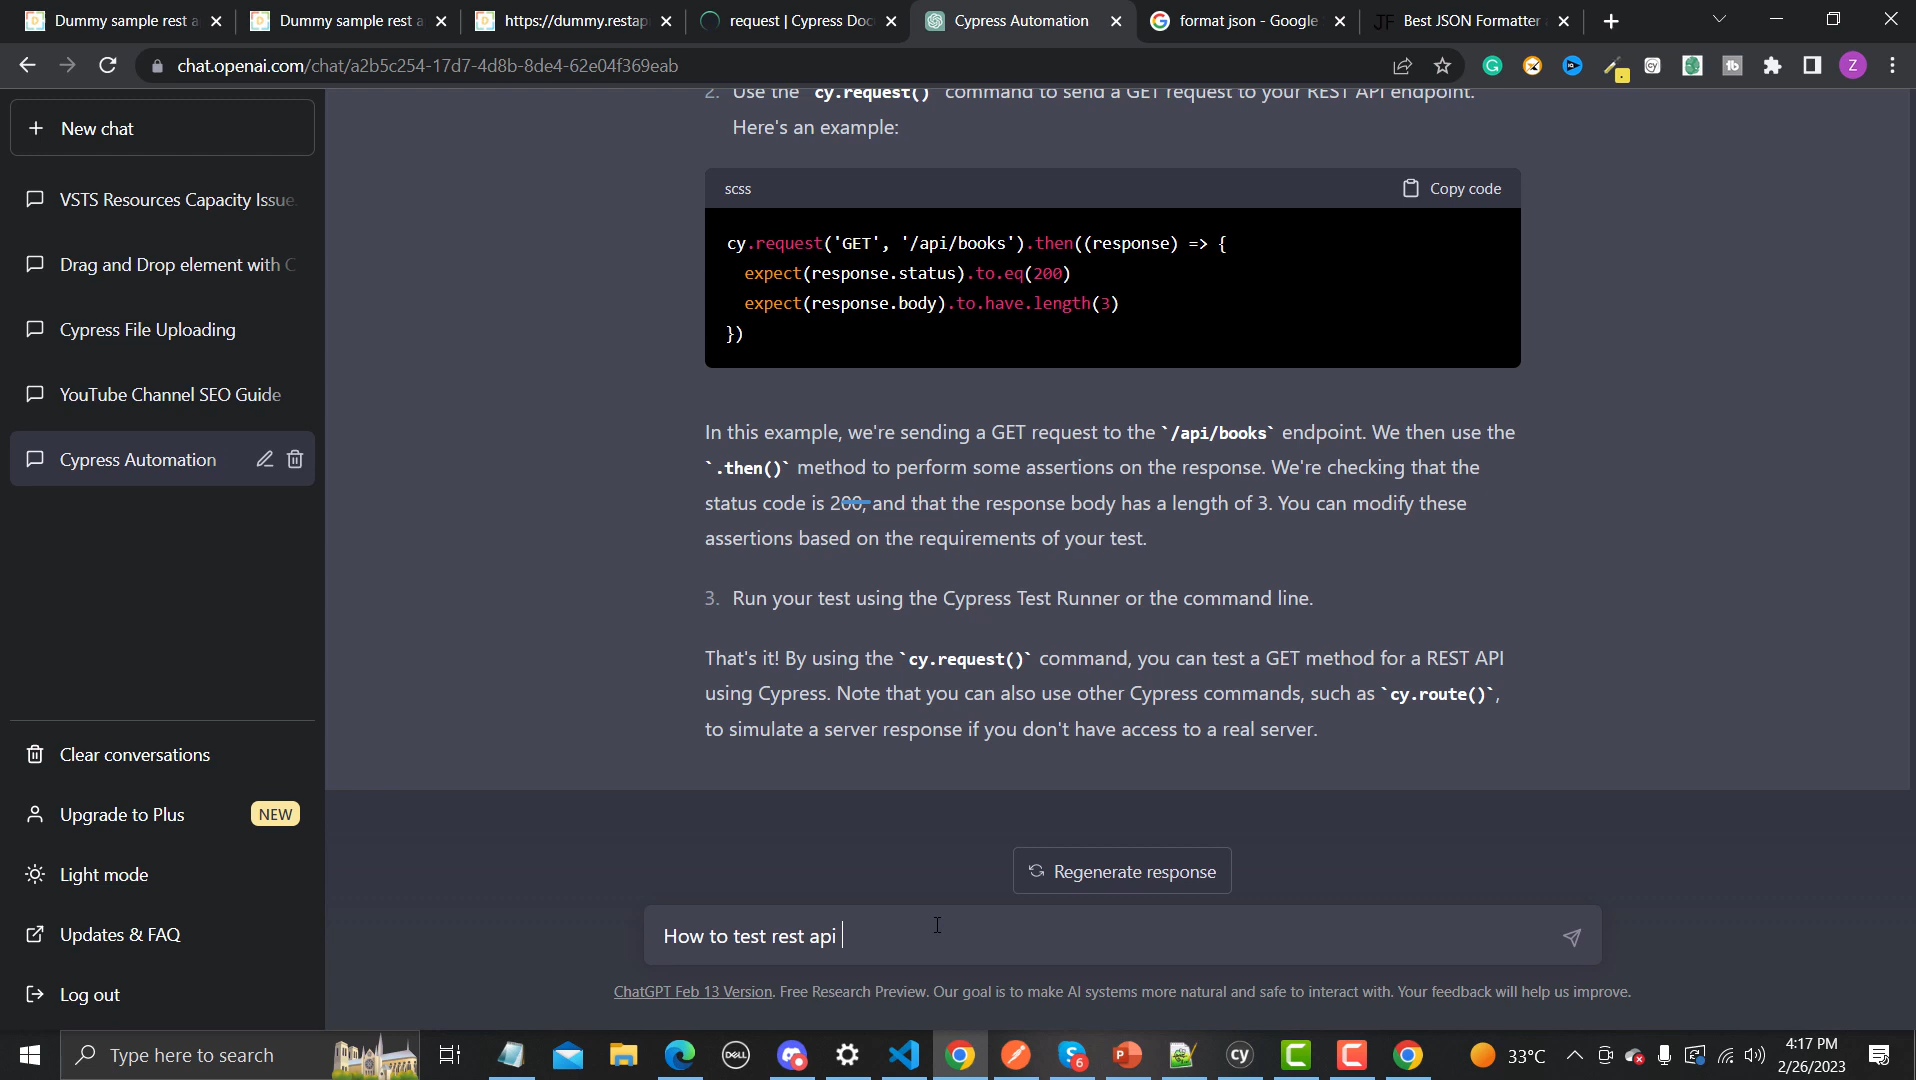 Dummy sample rest a
Dummy sample rest a
https://dummy.restap
request | Cypress Doc
Cypress Automation
format json - Google
JF Best JSON Formatter a
chat.openai.com/chat/a2b5c254-17d7-4d8b-8de4-62e04f369eab
New chat
VSTS Resources Capacity Issue.
Drag and Drop element with C
Cypress File Uploading
YouTube Channel SEO Guide
Cypress Automation
Clear conversations
Upgrade to Plus NEW
Light mode
Updates & FAQ
Log out
2. Use the `cy.request()` command to send a GET request to your REST API endpoint.
Here's an example:
scss Copy code
cy.request('GET', '/api/books').then((response) => {
expect(response.status).to.eq(200)
expect(response.body).to.have.length(3)
})
In this example, we're sending a GET request to the `/api/books` endpoint. We then use the
`.then()` method to perform some assertions on the response. We're checking that the
status code is 200, and that the response body has a length of 3. You can modify these
assertions based on the requirements of your test.
3. Run your test using the Cypress Test Runner or the command line.
That's it! By using the `cy.request()` command, you can test a GET method for a REST API
using Cypress. Note that you can also use other Cypress commands, such as `cy.route()`,
to simulate a server response if you don't have access to a real server.
Regenerate response
How to test rest api
ChatGPT Feb 13 Version. Free Research Preview. Our goal is to make AI systems more natural and safe to interact with. Your feedback will help us improve.
Type here to search
DELL
cy
6
33°C
4:17 PM
2/26/2023